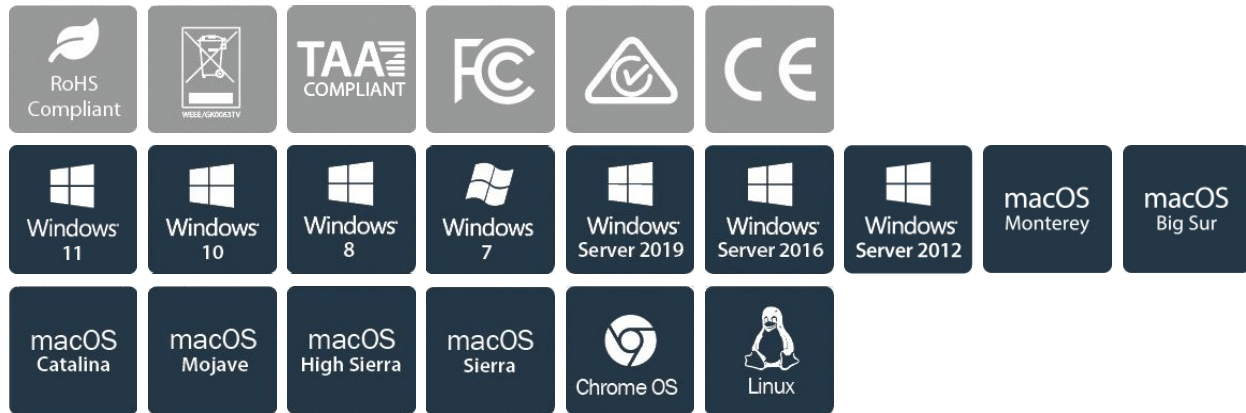 RoHS
Compliant
WEEE/GK0083TV
TAA
COMPLIANT
FC
CE
Windows
11
Windows
10
Windows
8
Windows
7
Windows
Server 2019
Windows
Server 2016
Windows
Server 2012
macOS
Monterey
macOS
Big Sur
macOS
Catalina
macOS
Mojave
macOS
High Sierra
macOS
Sierra
Chrome OS
Linux